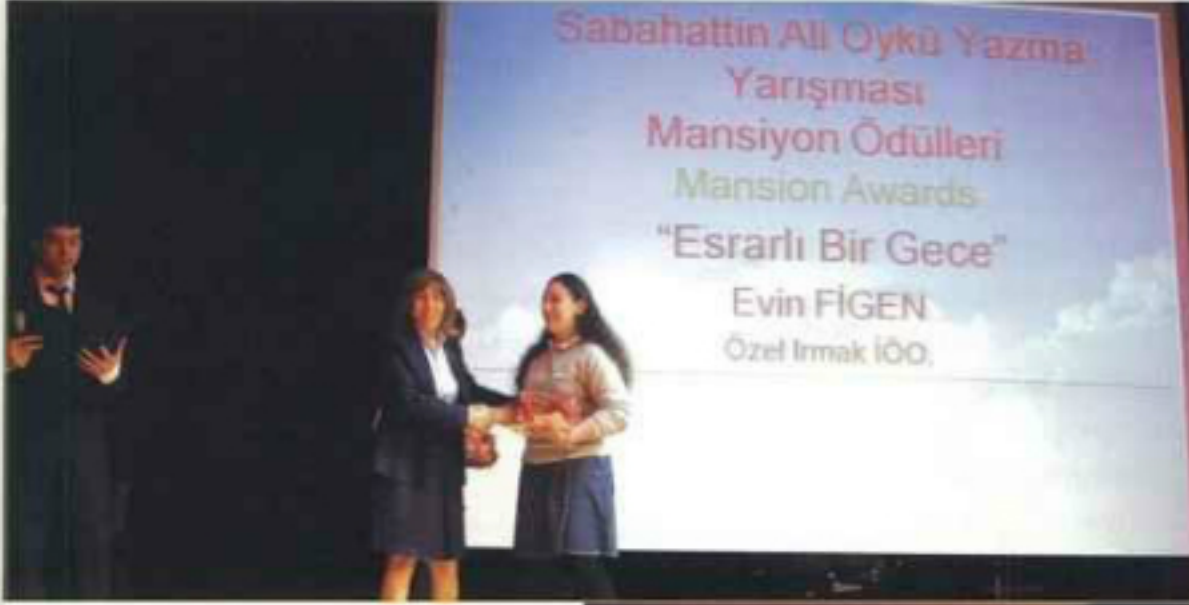 Sabahattin Ali Öykü Yazma
Yarışması
Mansiyon Ödülleri
Mansion Awards
“Esrarlı Bir Gece”
Evin FİGEN
Özel Irmak İÖO.